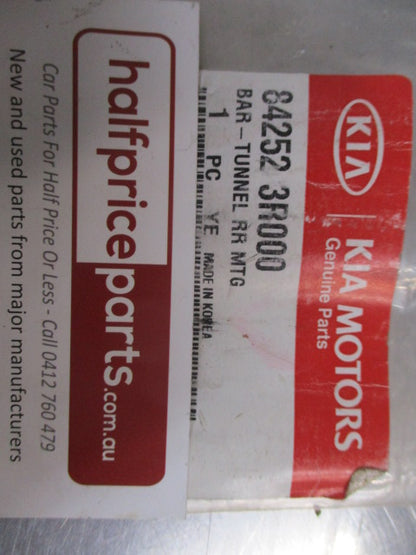 KIA
KIA MOTORS
Genuine Parts
84252 3R000
BAR-TUNNEL RR MTG
1 PC YE MADE IN KOREA
halfpriceparts.com.au
Car Parts For Half Price Or Less - Call 0412 760 479
New and used parts from major manufacturers